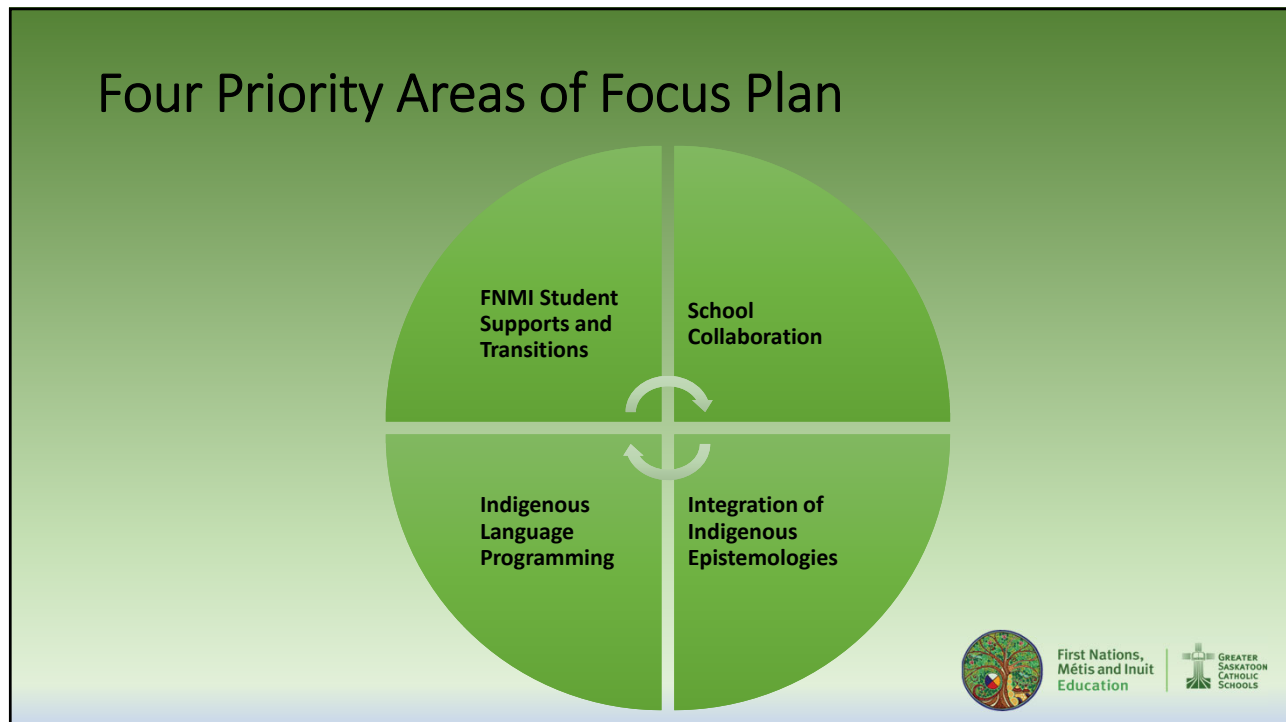 Four Priority Areas of Focus Plan
FNMI Student
Supports and
Transitions
School
Collaboration
Indigenous
Language
Programming
Integration of
Indigenous
Epistemologies
First Nations,
Métis and Inuit
Education
GREATER
SASKATOON
CATHOLIC
SCHOOLS